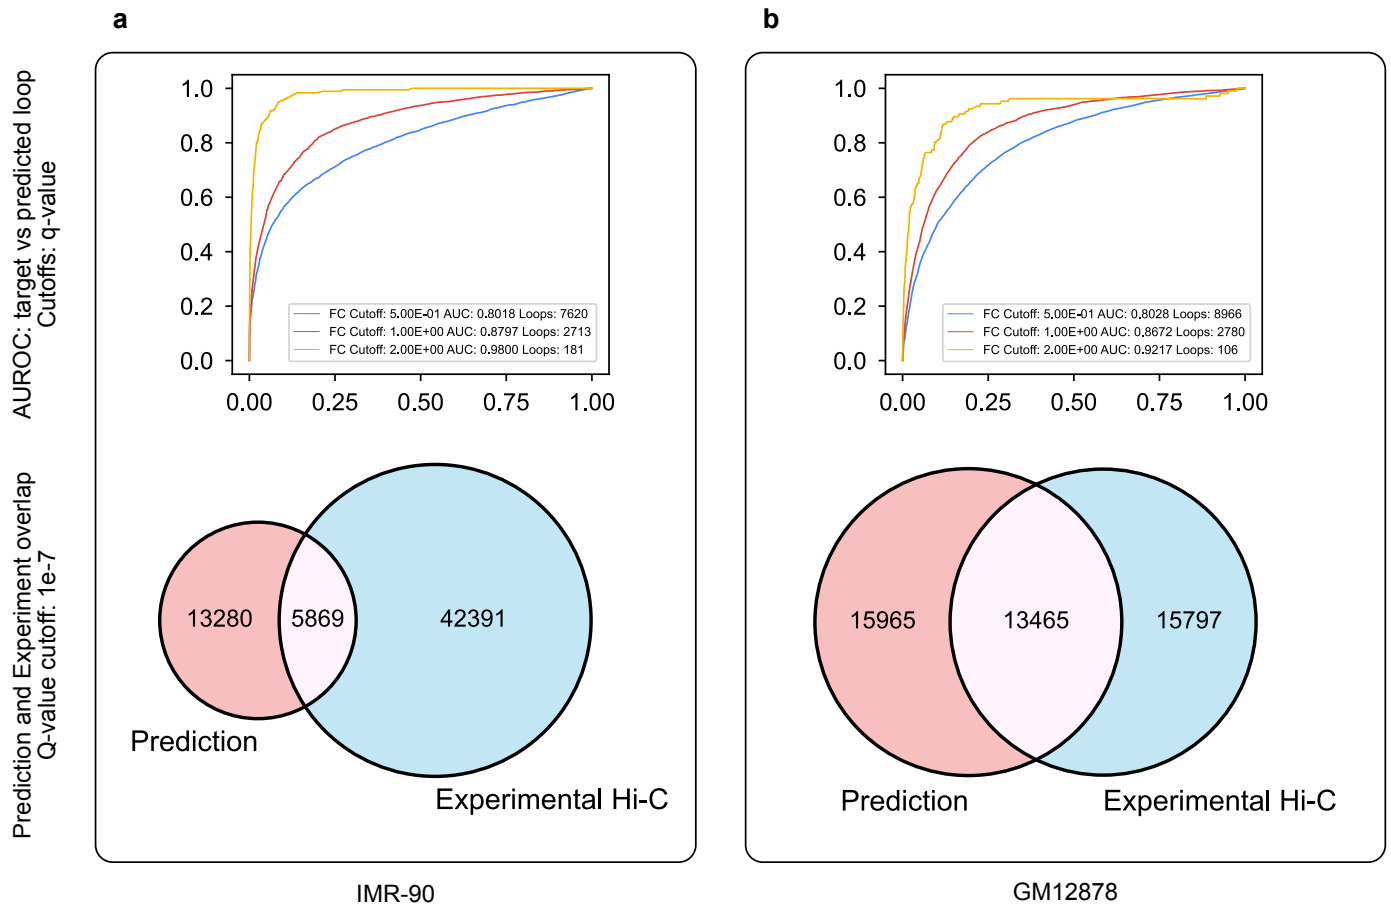 a
b
AUROC: target vs predicted loop
Cutoffs: q-value
1.0
0.8
0.6
0.4
0.2
0.0
FC Cutoff: 5.00E-01 AUC: 0.8018 Loops: 7620
FC Cutoff: 1.00E+00 AUC: 0.8797 Loops: 2713
FC Cutoff: 2.00E+00 AUC: 0.9800 Loops: 181
0.00 0.25 0.50 0.75 1.00
1.0
0.8
0.6
0.4
0.2
0.0
FC Cutoff: 5.00E-01 AUC: 0.8028 Loops: 8966
FC Cutoff: 1.00E+00 AUC: 0.8672 Loops: 2780
FC Cutoff: 2.00E+00 AUC: 0.9217 Loops: 106
0.00 0.25 0.50 0.75 1.00
Prediction and Experiment overlap
Q-value cutoff: 1e-7
13280 5869 42391
Prediction
Experimental Hi-C
15965 13465 15797
Prediction
Experimental Hi-C
IMR-90
GM12878